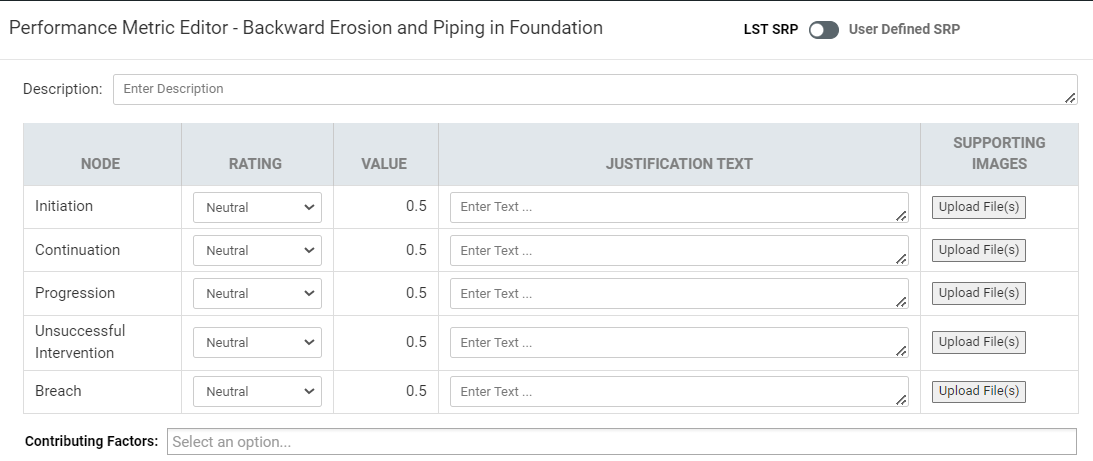 Performance Metric Editor - Backward Erosion and Piping in Foundation
LST SRP User Defined SRP
Description: Enter Description
NODE RATING VALUE JUSTIFICATION TEXT SUPPORTING IMAGES
Initiation Neutral 0.5 Enter Text ... Upload File(s)
Continuation Neutral 0.5 Enter Text ... Upload File(s)
Progression Neutral 0.5 Enter Text ... Upload File(s)
Unsuccessful Intervention Neutral 0.5 Enter Text ... Upload File(s)
Breach Neutral 0.5 Enter Text ... Upload File(s)
Contributing Factors: Select an option...